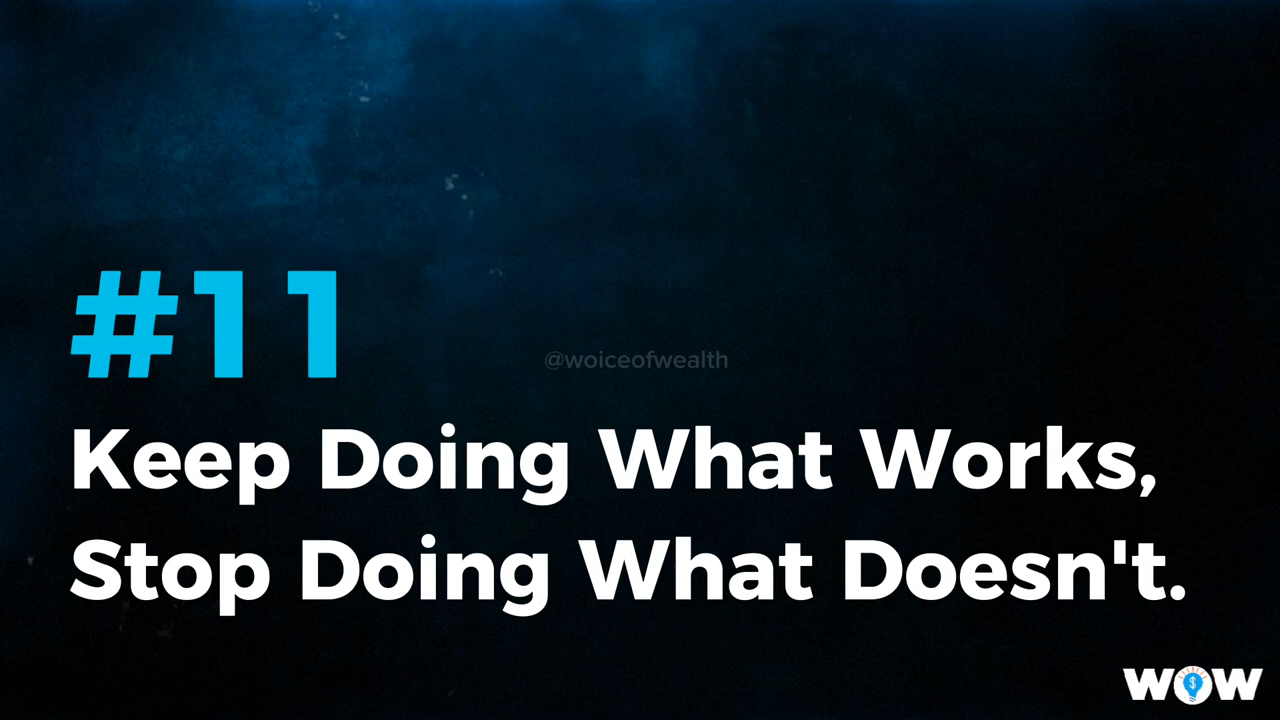 #11
@woiceofwealth
Keep Doing What Works,
Stop Doing What Doesn't.
WOW